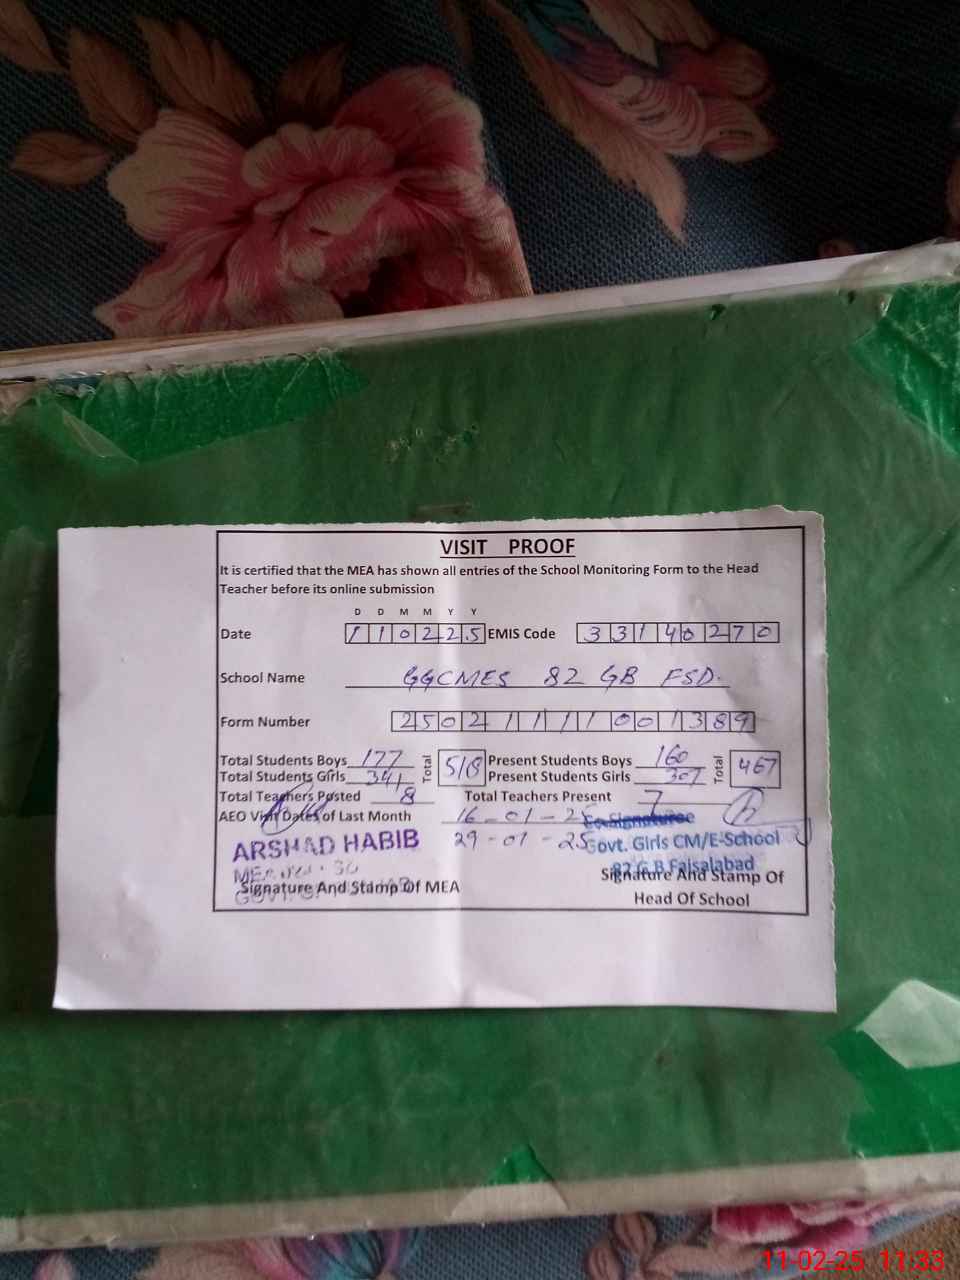 VISIT PROOF
It is certified that the MEA has shown all entries of the School Monitoring Form to the Head
Teacher before its online submission
D D M M Y Y
Date 1 1 0 2 2 5 EMIS Code 3 3 1 4 0 2 7 0
School Name GGCMES 82 GB FSD.
Form Number 2 5 0 2 1 1 1 1 0 0 1 3 8 9
Total Students Boys 177 Total 518 Present Students Boys 160 Total 467
Total Students Girls 341 Present Students Girls 307
Total Teachers Posted 8 Total Teachers Present 7
AEO Visit Dates of Last Month 16-01-25
29-01-25
ARSHAD HABIB
Govt. Girls CM/E-School
82 G.B Faisalabad
Signature And Stamp Of MEA
Signature And Stamp Of
Head Of School
11-02-25 11:33